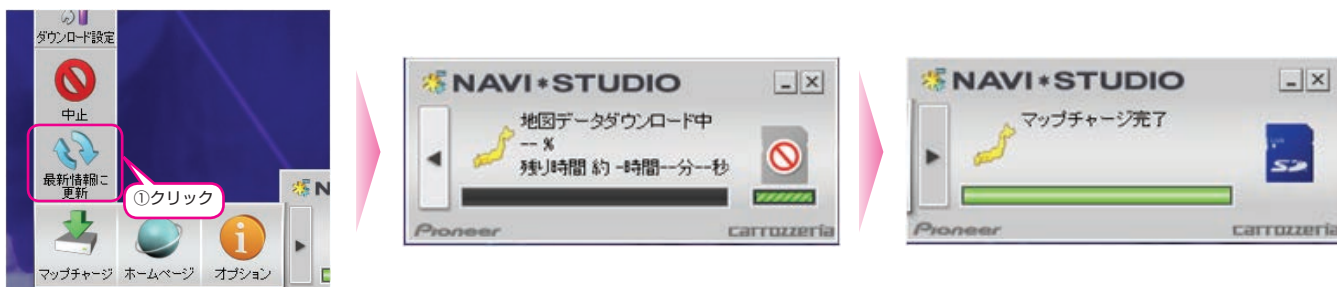 ダウンロード設定
中止
最新情報に
更新
①クリック
マップチャージ
ホームページ
オプション
NAVI*STUDIO
地図データダウンロード中
-- %
残り時間 約 -時間--分--秒
Pioneer
carrozzeria
NAVI*STUDIO
マップチャージ完了
SD
Pioneer
carrozzeria